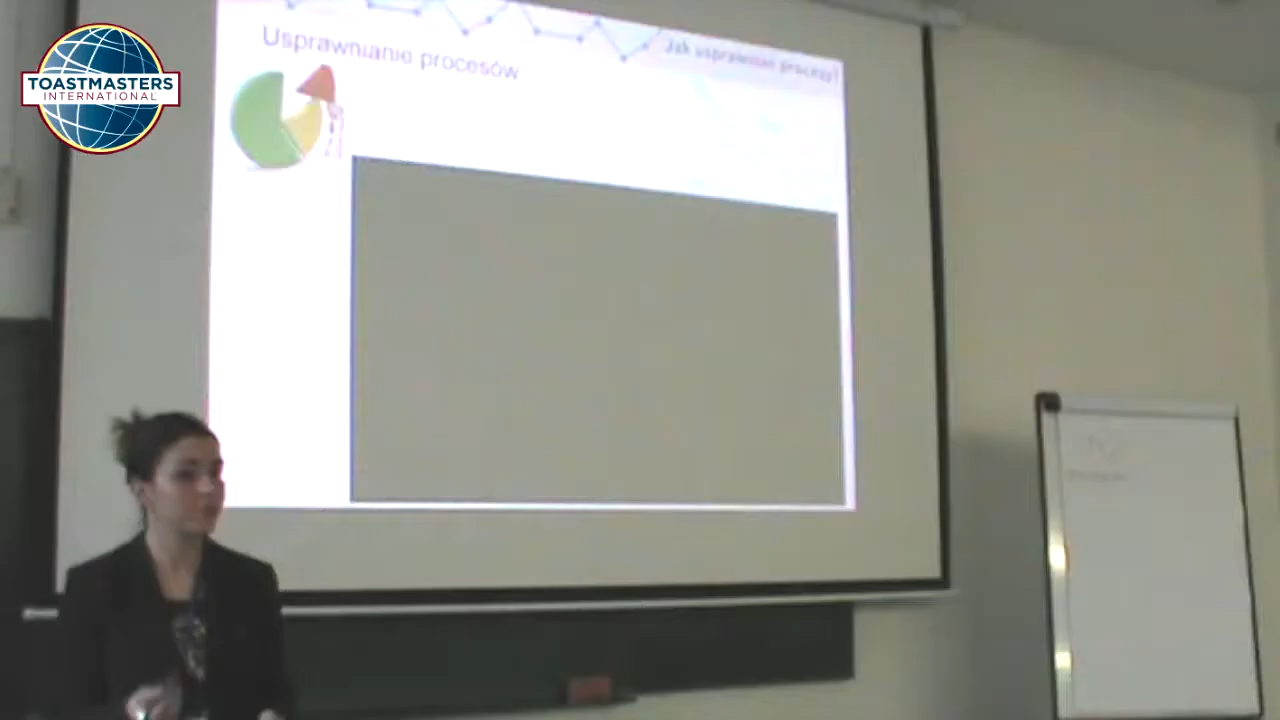 TOASTMASTERS
INTERNATIONAL
Usprawnianie procesów
Jak usprawniać procesy?